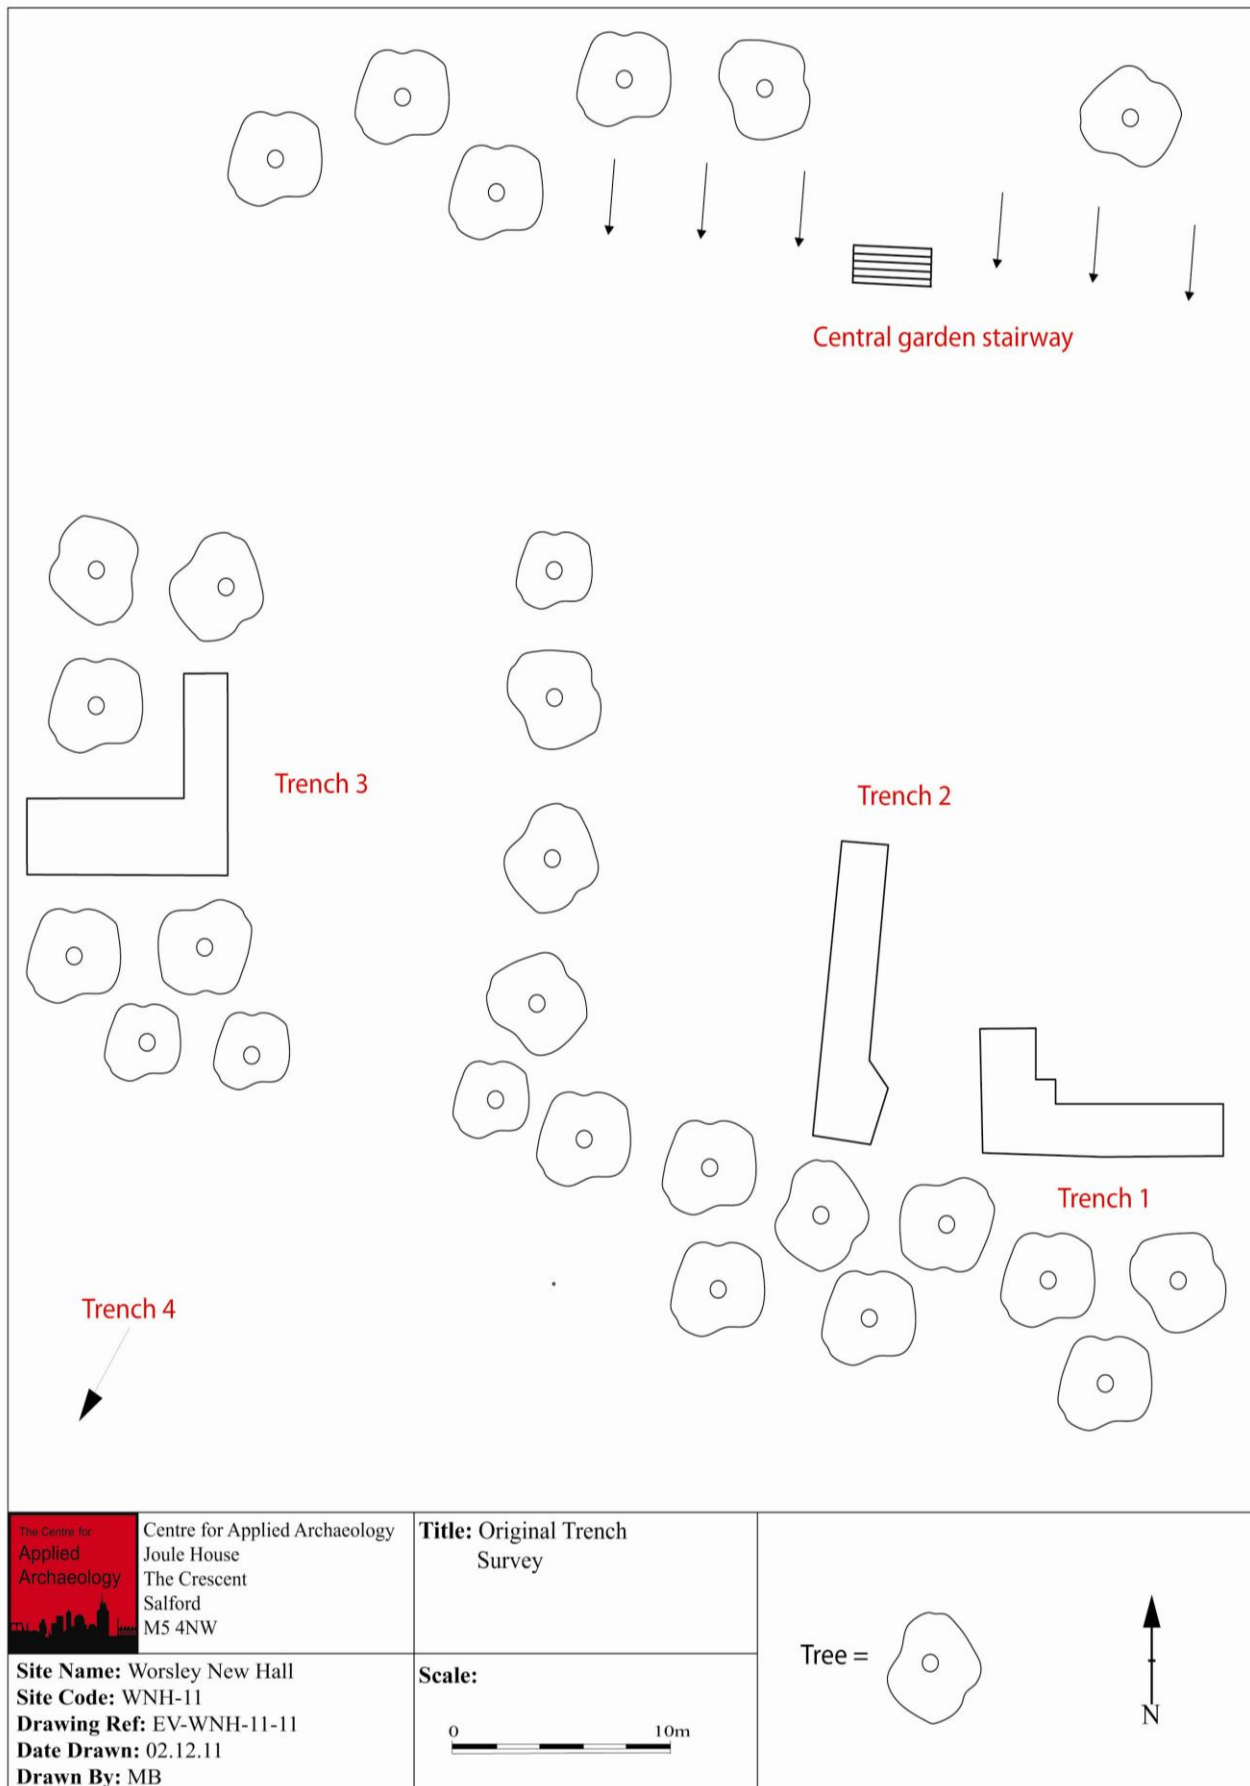 Central garden stairway
Trench 3
Trench 2
Trench 1
Trench 4
The Centre for
Applied
Archaeology
Centre for Applied Archaeology
Joule House
The Crescent
Salford
M5 4NW
Title: Original Trench
Survey
Site Name: Worsley New Hall
Site Code: WNH-11
Drawing Ref: EV-WNH-11-11
Date Drawn: 02.12.11
Drawn By: MB
Scale:
0 10m
Tree =
N